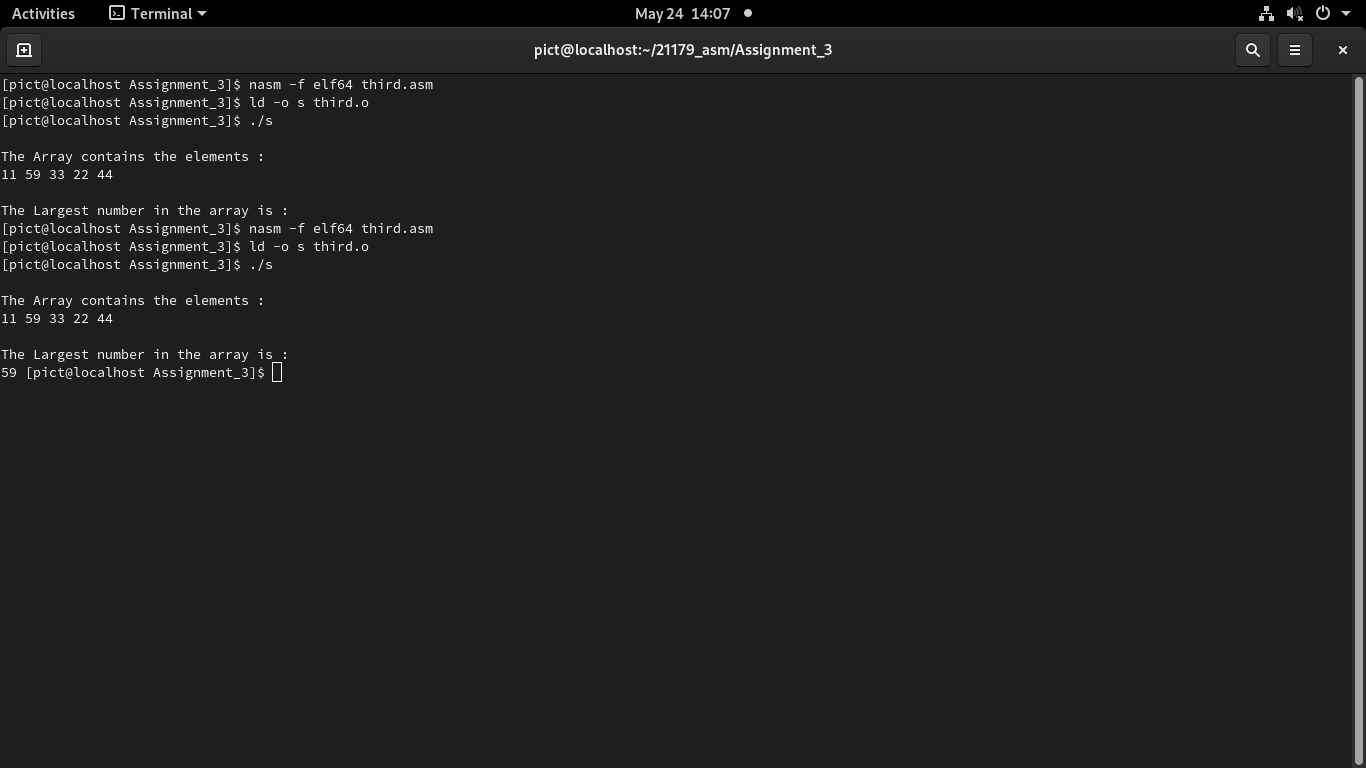 Activities Terminal May 24 14:07
pict@localhost:~/21179_asm/Assignment_3
[pict@localhost Assignment_3]$ nasm -f elf64 third.asm
[pict@localhost Assignment_3]$ ld -o s third.o
[pict@localhost Assignment_3]$ ./s
The Array contains the elements :
11 59 33 22 44
The Largest number in the array is :
[pict@localhost Assignment_3]$ nasm -f elf64 third.asm
[pict@localhost Assignment_3]$ ld -o s third.o
[pict@localhost Assignment_3]$ ./s
The Array contains the elements :
11 59 33 22 44
The Largest number in the array is :
59 [pict@localhost Assignment_3]$